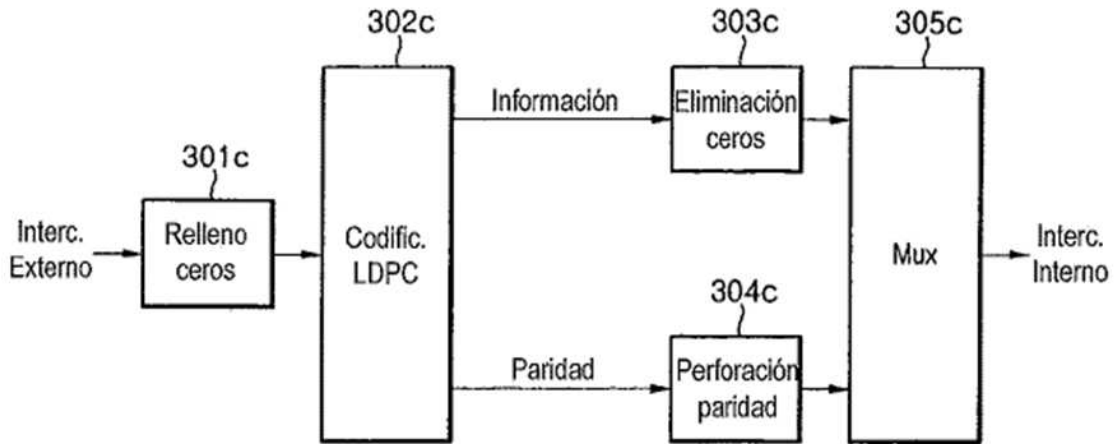 302c
303c
305c
Información
Eliminación
ceros
301c
Interc.
Externo
Relleno
ceros
Codific.
LDPC
Mux
Interc.
Interno
304c
Paridad
Perforación
paridad